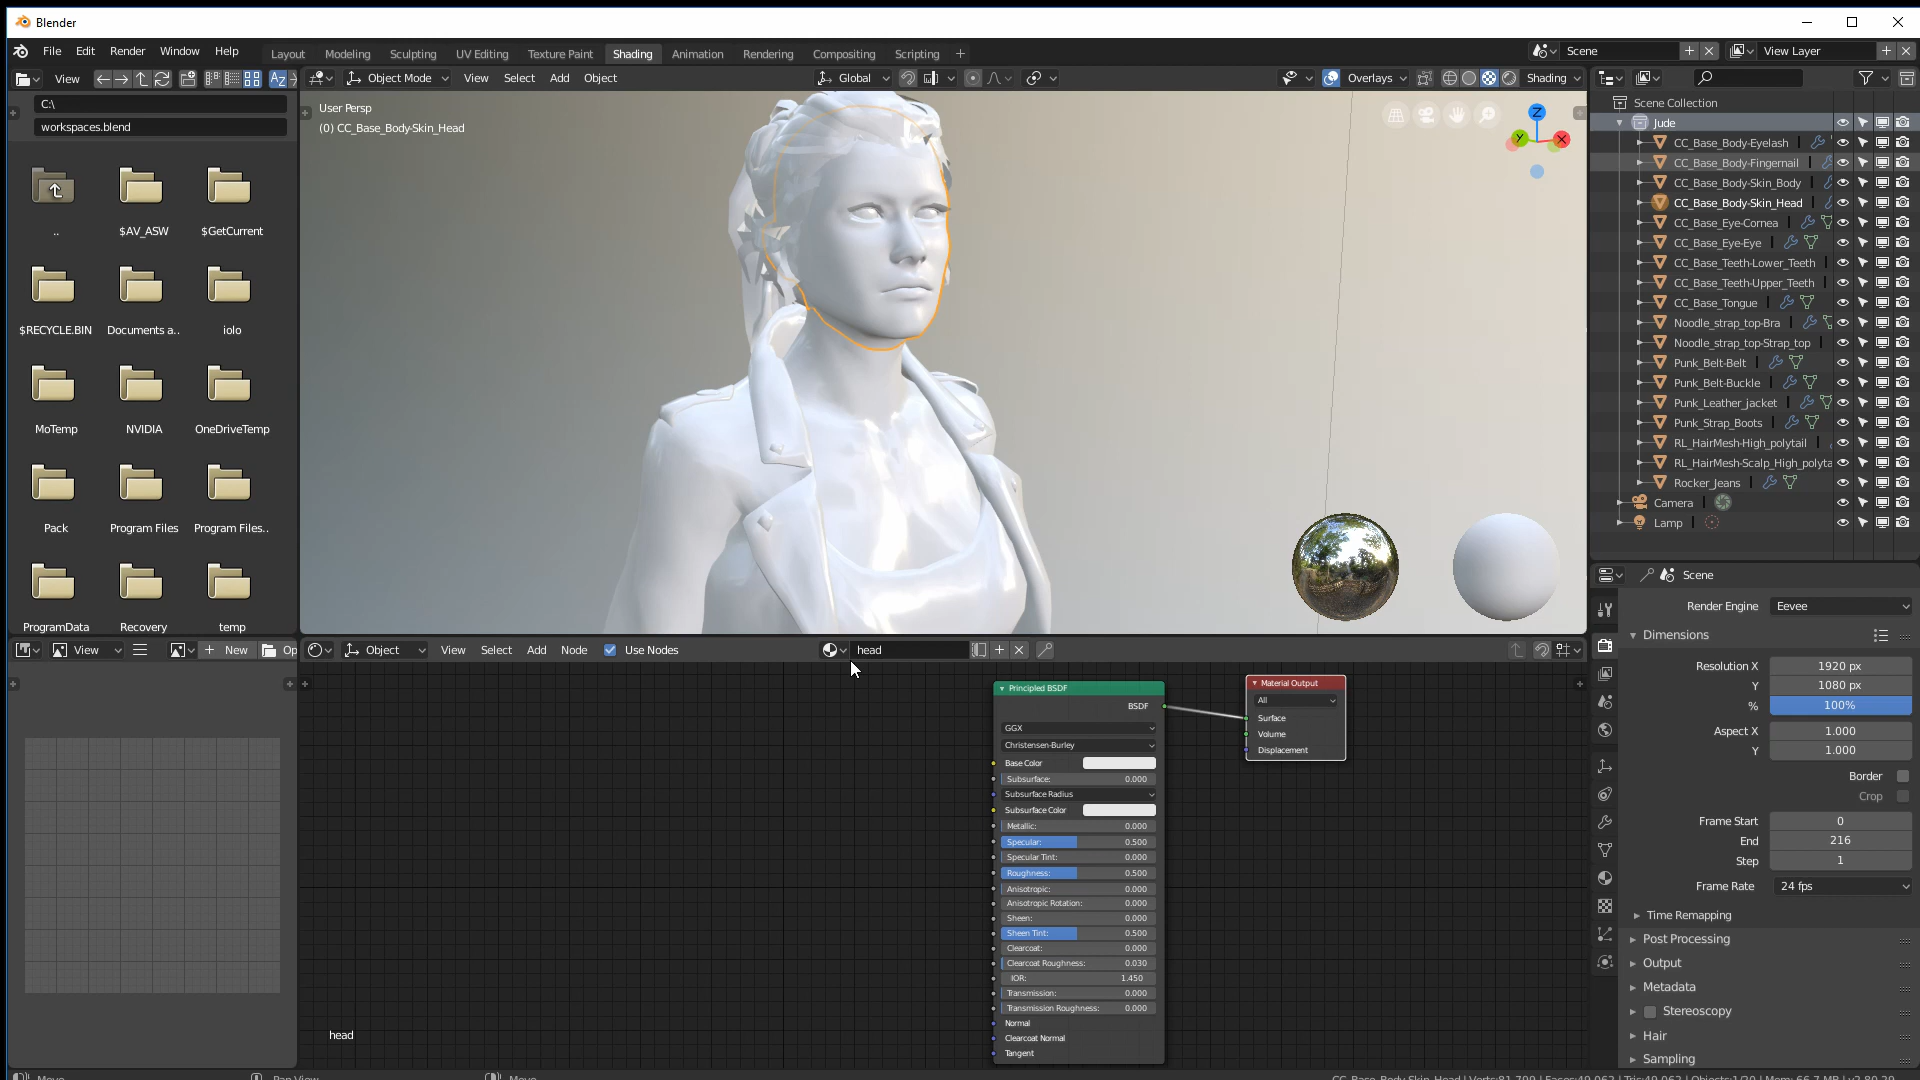 Blender
File Edit Render Window Help
Layout Modeling Sculpting UV Editing Texture Paint Shading Animation Rendering Compositing Scripting
Scene
View Layer
View
Object Mode View Select Add Object
Global
Overlays
Shading
C:\
workspaces.blend
..
$AV_ASW
$GetCurrent
$RECYCLE.BIN
Documents a..
iolo
MoTemp
NVIDIA
OneDriveTemp
Pack
Program Files
Program Files..
ProgramData
Recovery
temp
User Persp
(0) CC_Base_Body-Skin_Head
Z
Y
X
Scene Collection
Jude
CC_Base_Body-Eyelash
CC_Base_Body-Fingernail
CC_Base_Body-Skin_Body
CC_Base_Body-Skin_Head
CC_Base_Eye-Cornea
CC_Base_Eye-Eye
CC_Base_Teeth-Lower_Teeth
CC_Base_Teeth-Upper_Teeth
CC_Base_Tongue
Noodle_strap_top-Bra
Noodle_strap_top-Strap_top
Punk_Belt-Belt
Punk_Belt-Buckle
Punk_Leather_jacket
Punk_Strap_Boots
RL_HairMesh-High_polytail
RL_HairMesh-Scalp_High_polyta
Rocker_Jeans
Camera
Lamp
Scene
Render Engine Eevee
Dimensions
Resolution X 1920 px
Y 1080 px
% 100%
Aspect X 1.000
Y 1.000
Border
Crop
Frame Start 0
End 216
Step 1
Frame Rate 24 fps
Time Remapping
Post Processing
Output
Metadata
Stereoscopy
Hair
Sampling
View
New
Op
Object View Select Add Node Use Nodes
head
Principled BSDF
BSDF
GGX
Christensen-Burley
Base Color
Subsurface: 0.000
Subsurface Radius
Subsurface Color
Metallic: 0.000
Specular: 0.500
Specular Tint: 0.000
Roughness: 0.500
Anisotropic: 0.000
Anisotropic Rotation: 0.000
Sheen: 0.000
Sheen Tint: 0.500
Clearcoat: 0.000
Clearcoat Roughness: 0.030
IOR: 1.450
Transmission: 0.000
Transmission Roughness: 0.000
Normal
Clearcoat Normal
Tangent
Material Output
All
Surface
Volume
Displacement
head
Move
Pan View
Move